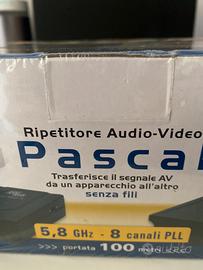 Ripetitore Audio-Video
Pascal
Trasferisce il segnale AV
da un apparecchio all'altro
senza fili
5,8 GHz - 8 canali PLL
>>> portata 100 metri